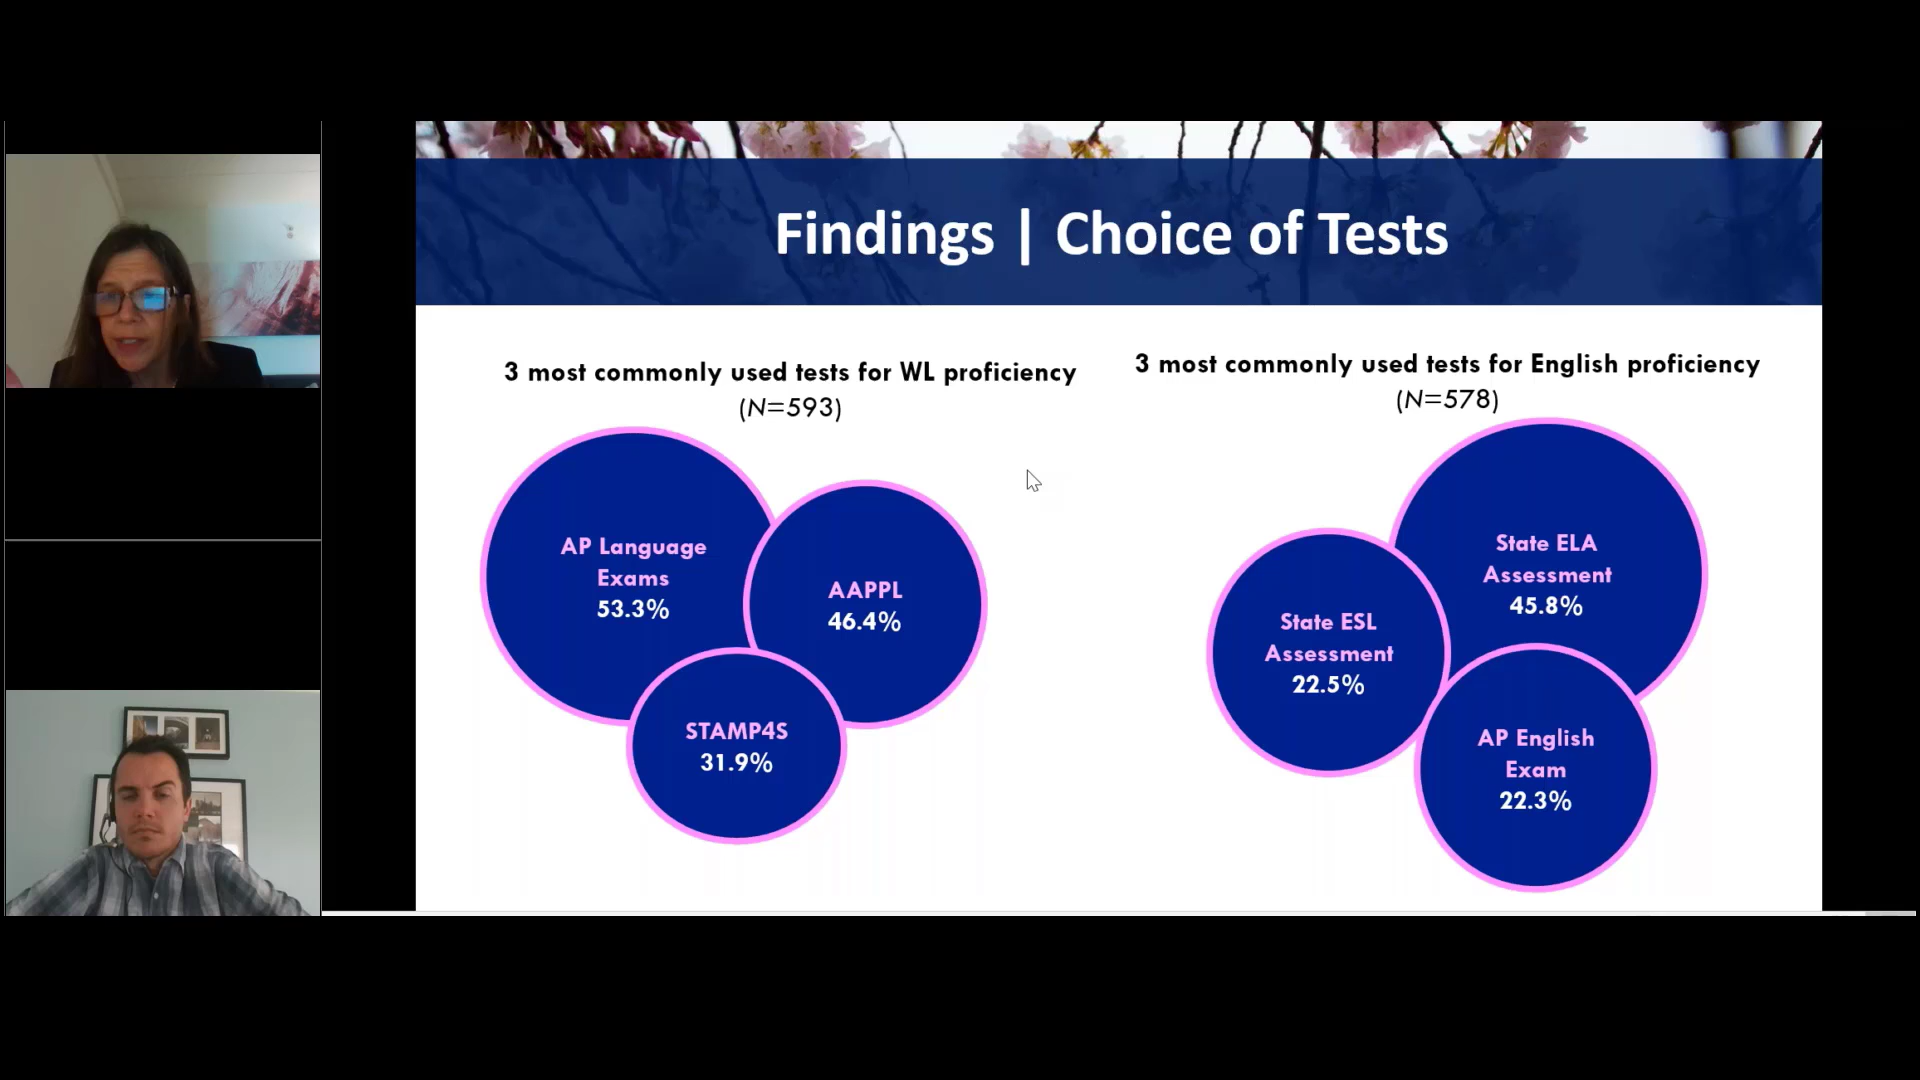 Findings | Choice of Tests
3 most commonly used tests for WL proficiency
(N=593)
AP Language
Exams
53.3%
AAPPL
46.4%
STAMP4S
31.9%
3 most commonly used tests for English proficiency
(N=578)
State ELA
Assessment
45.8%
State ESL
Assessment
22.5%
AP English
Exam
22.3%